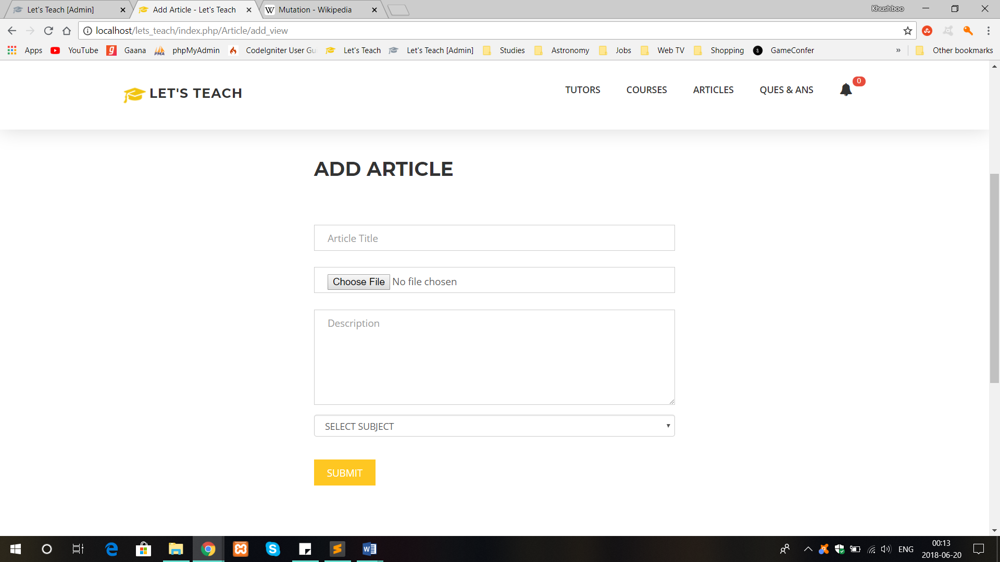 Let's Teach [Admin]
Add Article - Let's Teach
W Mutation - Wikipedia
Khushboo
localhost/lets_teach/index.php/Article/add_view
Apps YouTube Gaana phpMyAdmin CodeIgniter User Gu Let's Teach Let's Teach [Admin] Studies Astronomy Jobs Web TV Shopping GameConfer » Other bookmarks
LET'S TEACH
TUTORS COURSES ARTICLES QUES & ANS 0
ADD ARTICLE
Article Title
Choose File No file chosen
Description
SELECT SUBJECT
SUBMIT
ENG
00:13
2018-06-20